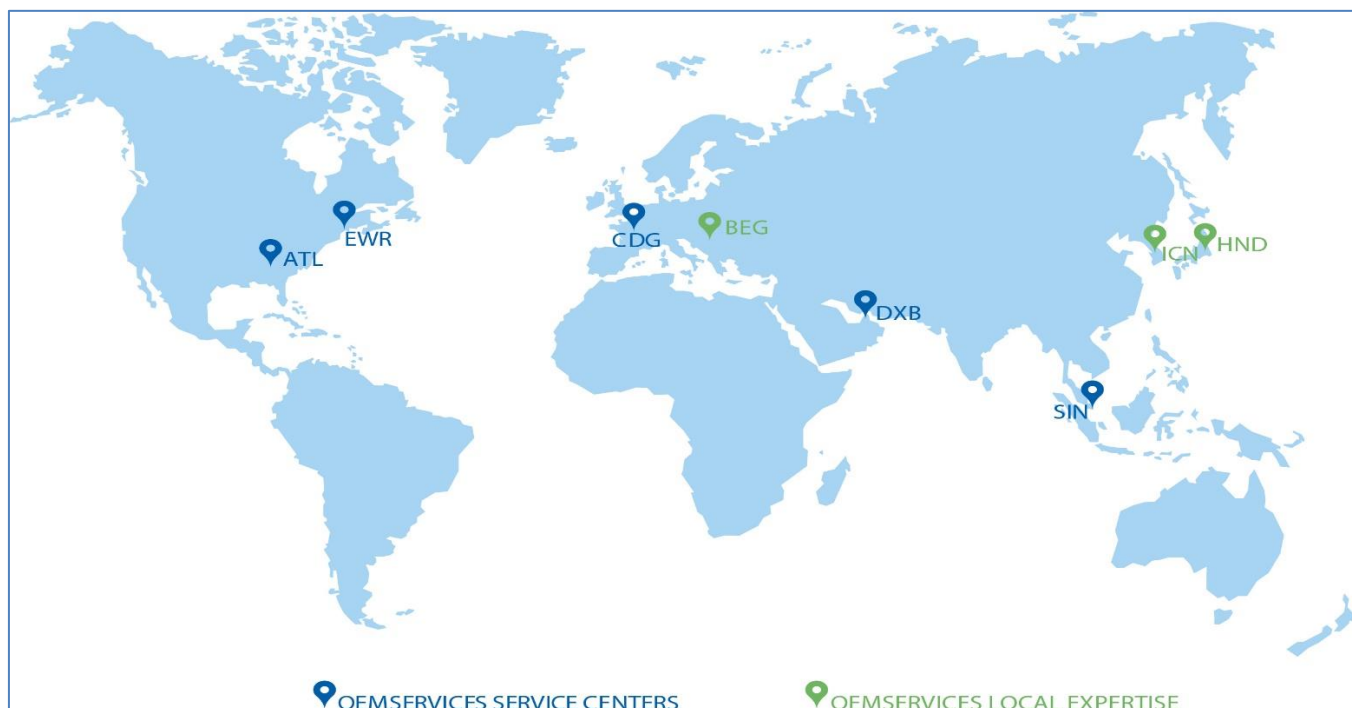 EWR
ATL
CDG
BEG
ICN
HND
DXB
SIN
OEMSERVICES SERVICE CENTERS
OEMSERVICES LOCAL EXPERTISE